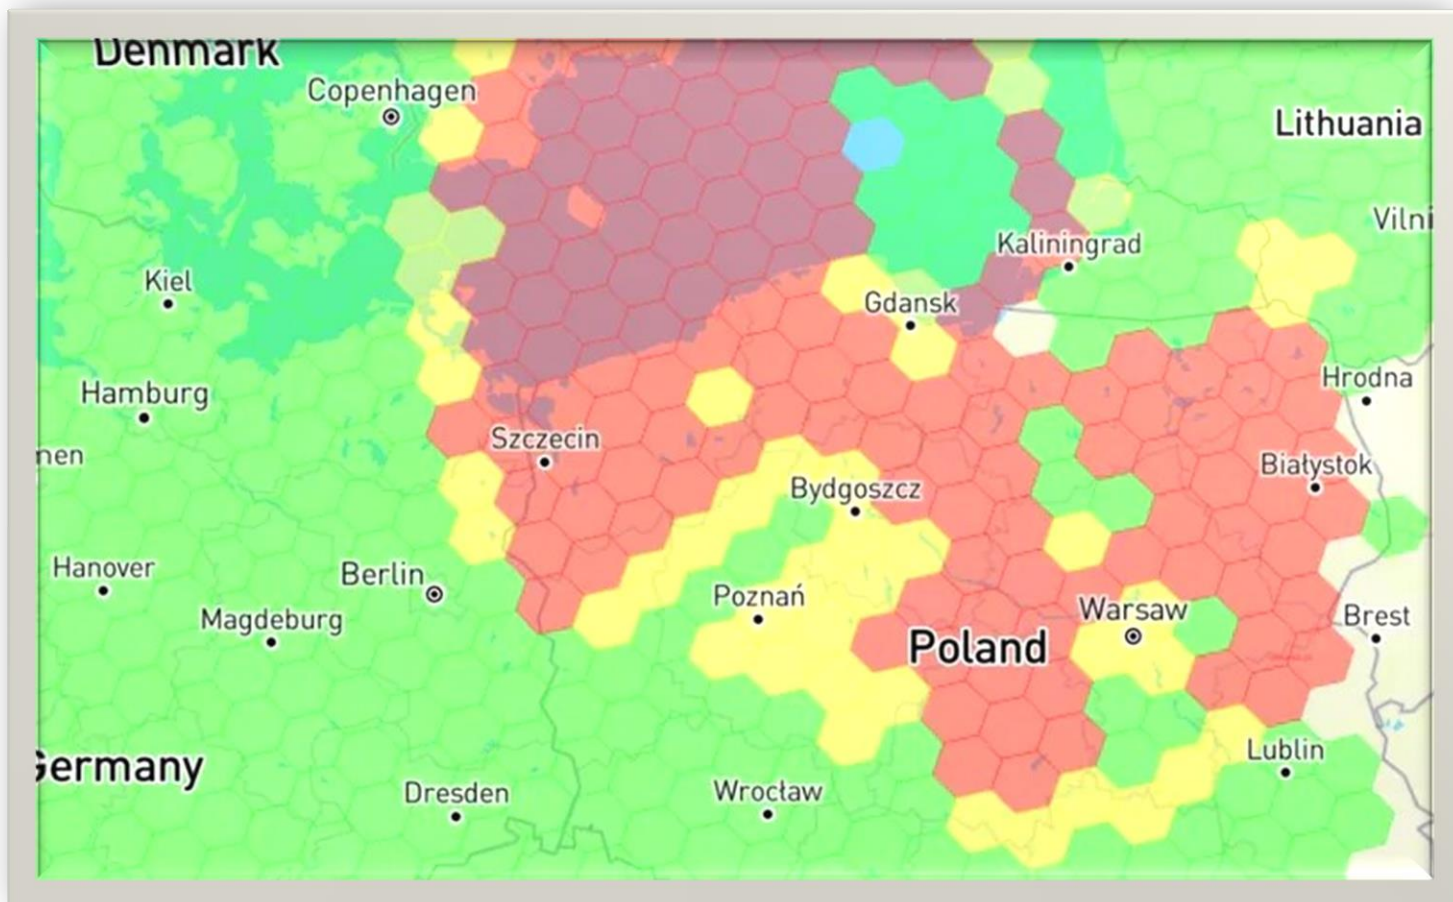 Denmark
Copenhagen
Lithuania
Vilni
Kaliningrad
Kiel
Gdansk
Hrodna
Hamburg
Szczecin
nen
Białystok
Bydgoszcz
Hanover
Berlin
Poznań
Warsaw
Magdeburg
Brest
Poland
Lublin
Germany
Dresden
Wrocław